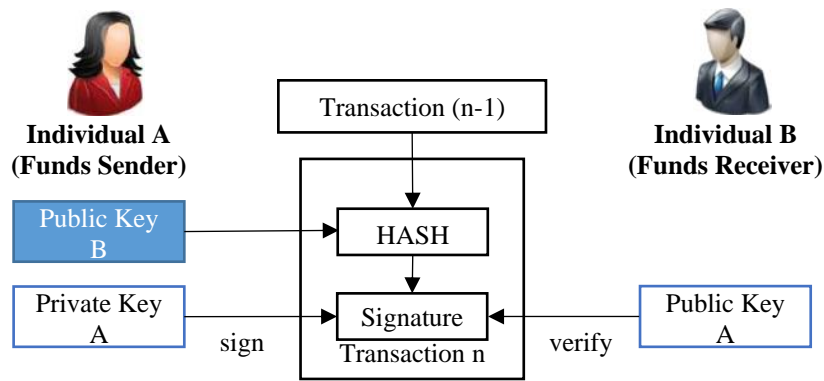 Individual A
(Funds Sender)
Transaction (n-1)
Individual B
(Funds Receiver)
Public Key
B
HASH
Private Key
A
sign
Signature
Transaction n
verify
Public Key
A